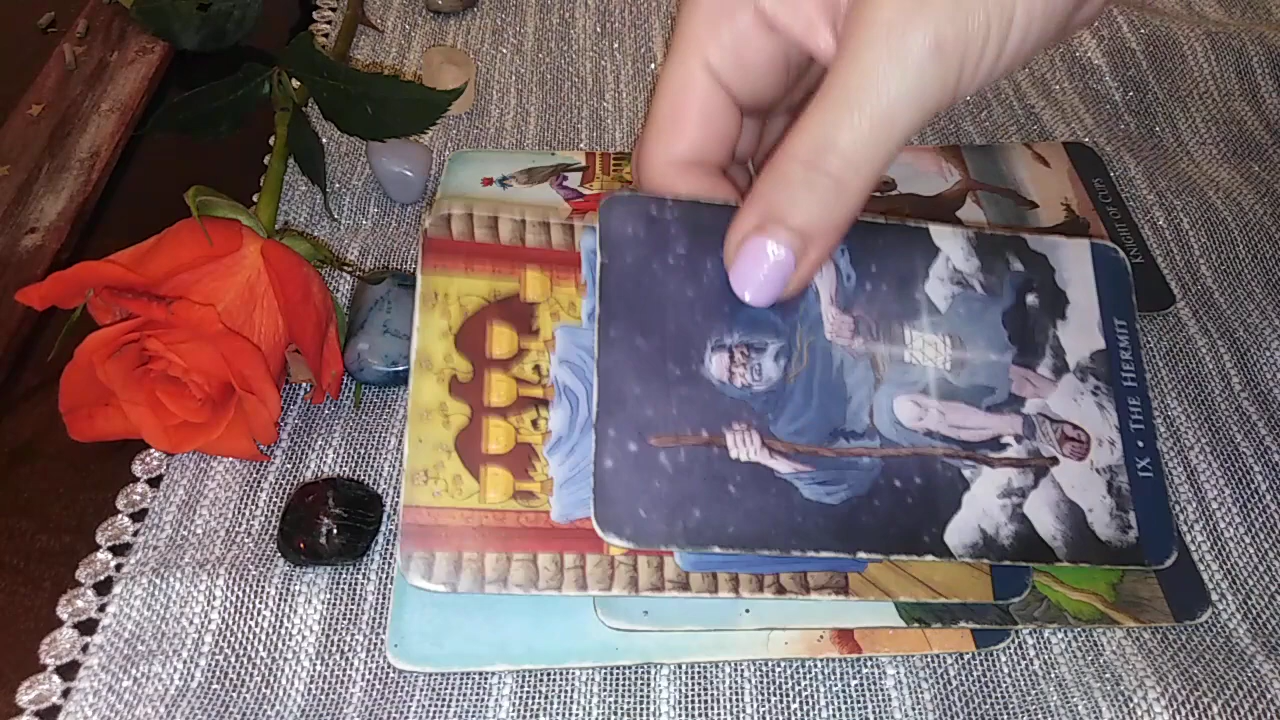 KNIGHT OF CUPS
IX • THE HERMIT